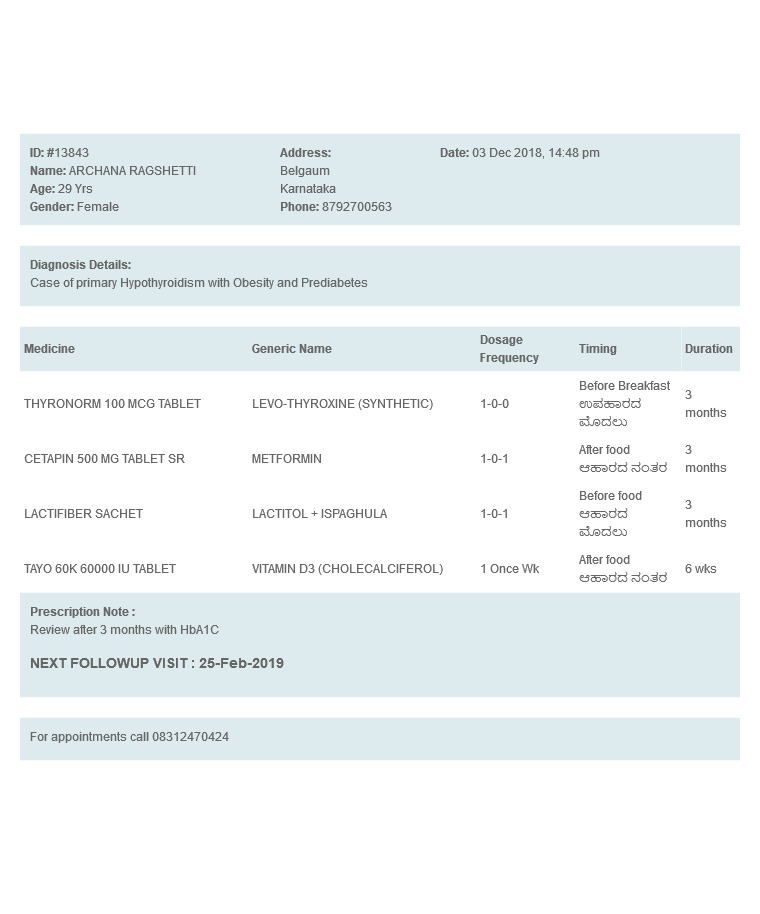 ID: #13843 Address: Date: 03 Dec 2018, 14:48 pm
Name: ARCHANA RAGSHETTI Belgaum
Age: 29 Yrs Karnataka
Gender: Female Phone: 8792700563
Diagnosis Details:
Case of primary Hypothyroidism with Obesity and Prediabetes
Medicine Generic Name Dosage Frequency Timing Duration
THYRONORM 100 MCG TABLET LEVO-THYROXINE (SYNTHETIC) 1-0-0 Before Breakfast ಉಪಹಾರದ ಮೊದಲು 3 months
CETAPIN 500 MG TABLET SR METFORMIN 1-0-1 After food ಆಹಾರದ ನಂತರ 3 months
LACTIFIBER SACHET LACTITOL + ISPAGHULA 1-0-1 Before food ಆಹಾರದ ಮೊದಲು 3 months
TAYO 60K 60000 IU TABLET VITAMIN D3 (CHOLECALCIFEROL) 1 Once Wk After food ಆಹಾರದ ನಂತರ 6 wks
Prescription Note :
Review after 3 months with HbA1C
NEXT FOLLOWUP VISIT : 25-Feb-2019
For appointments call 08312470424